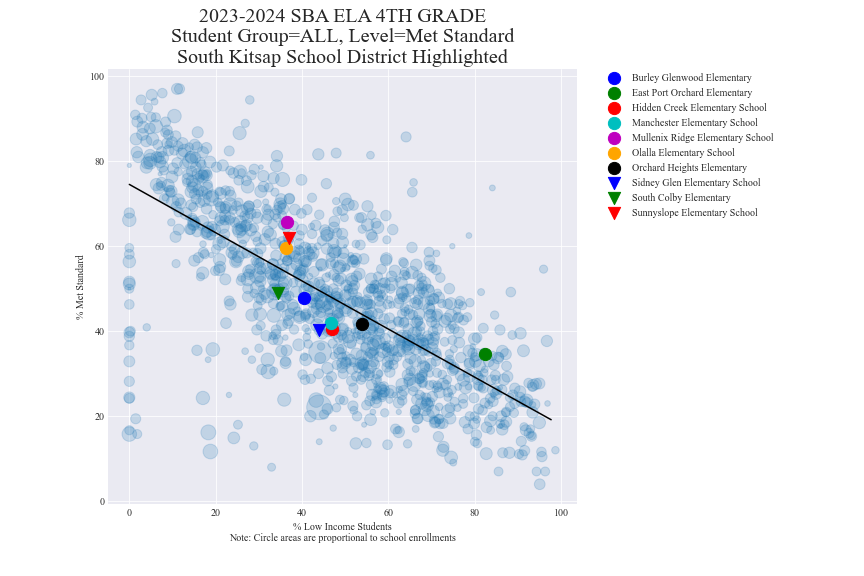 2023-2024 SBA ELA 4TH GRADE
Student Group=ALL, Level=Met Standard
South Kitsap School District Highlighted
100
80
60
40
20
0
% Met Standard
0 20 40 60 80 100
% Low Income Students
Note: Circle areas are proportional to school enrollments
Burley Glenwood Elementary
East Port Orchard Elementary
Hidden Creek Elementary School
Manchester Elementary School
Mullenix Ridge Elementary School
Olalla Elementary School
Orchard Heights Elementary
Sidney Glen Elementary School
South Colby Elementary
Sunnyslope Elementary School